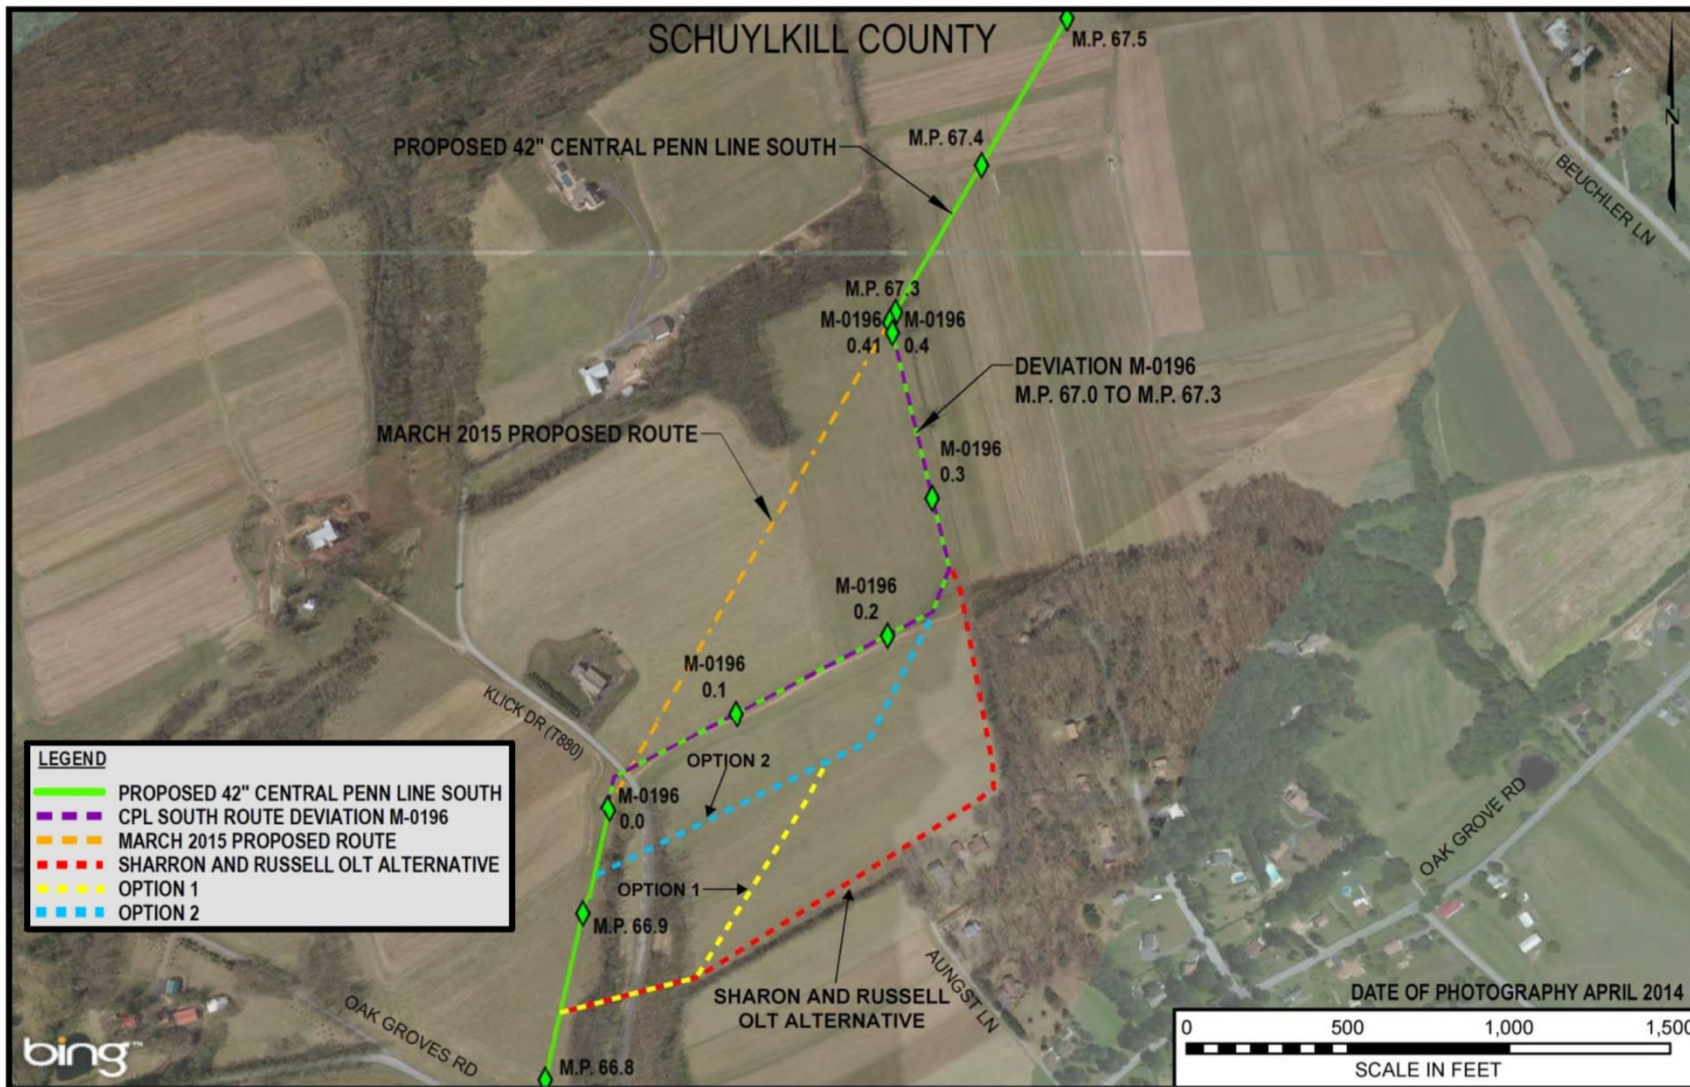 SCHUYLKILL COUNTY
M.P. 67.5
M.P. 67.4
PROPOSED 42" CENTRAL PENN LINE SOUTH
BEUCHLER LN
N
M.P. 67.3
M-0196
0.41
M-0196
0.4
DEVIATION M-0196
M.P. 67.0 TO M.P. 67.3
MARCH 2015 PROPOSED ROUTE
M-0196
0.3
M-0196
0.2
M-0196
0.1
KLICK DR (T880)
OPTION 2
M-0196
0.0
OPTION 1
M.P. 66.9
LEGEND
PROPOSED 42" CENTRAL PENN LINE SOUTH
CPL SOUTH ROUTE DEVIATION M-0196
MARCH 2015 PROPOSED ROUTE
SHARRON AND RUSSELL OLT ALTERNATIVE
OPTION 1
OPTION 2
OAK GROVE RD
AUNGST LN
SHARON AND RUSSELL
OLT ALTERNATIVE
OAK GROVES RD
M.P. 66.8
bing™
DATE OF PHOTOGRAPHY APRIL 2014
0 500 1,000 1,500
SCALE IN FEET